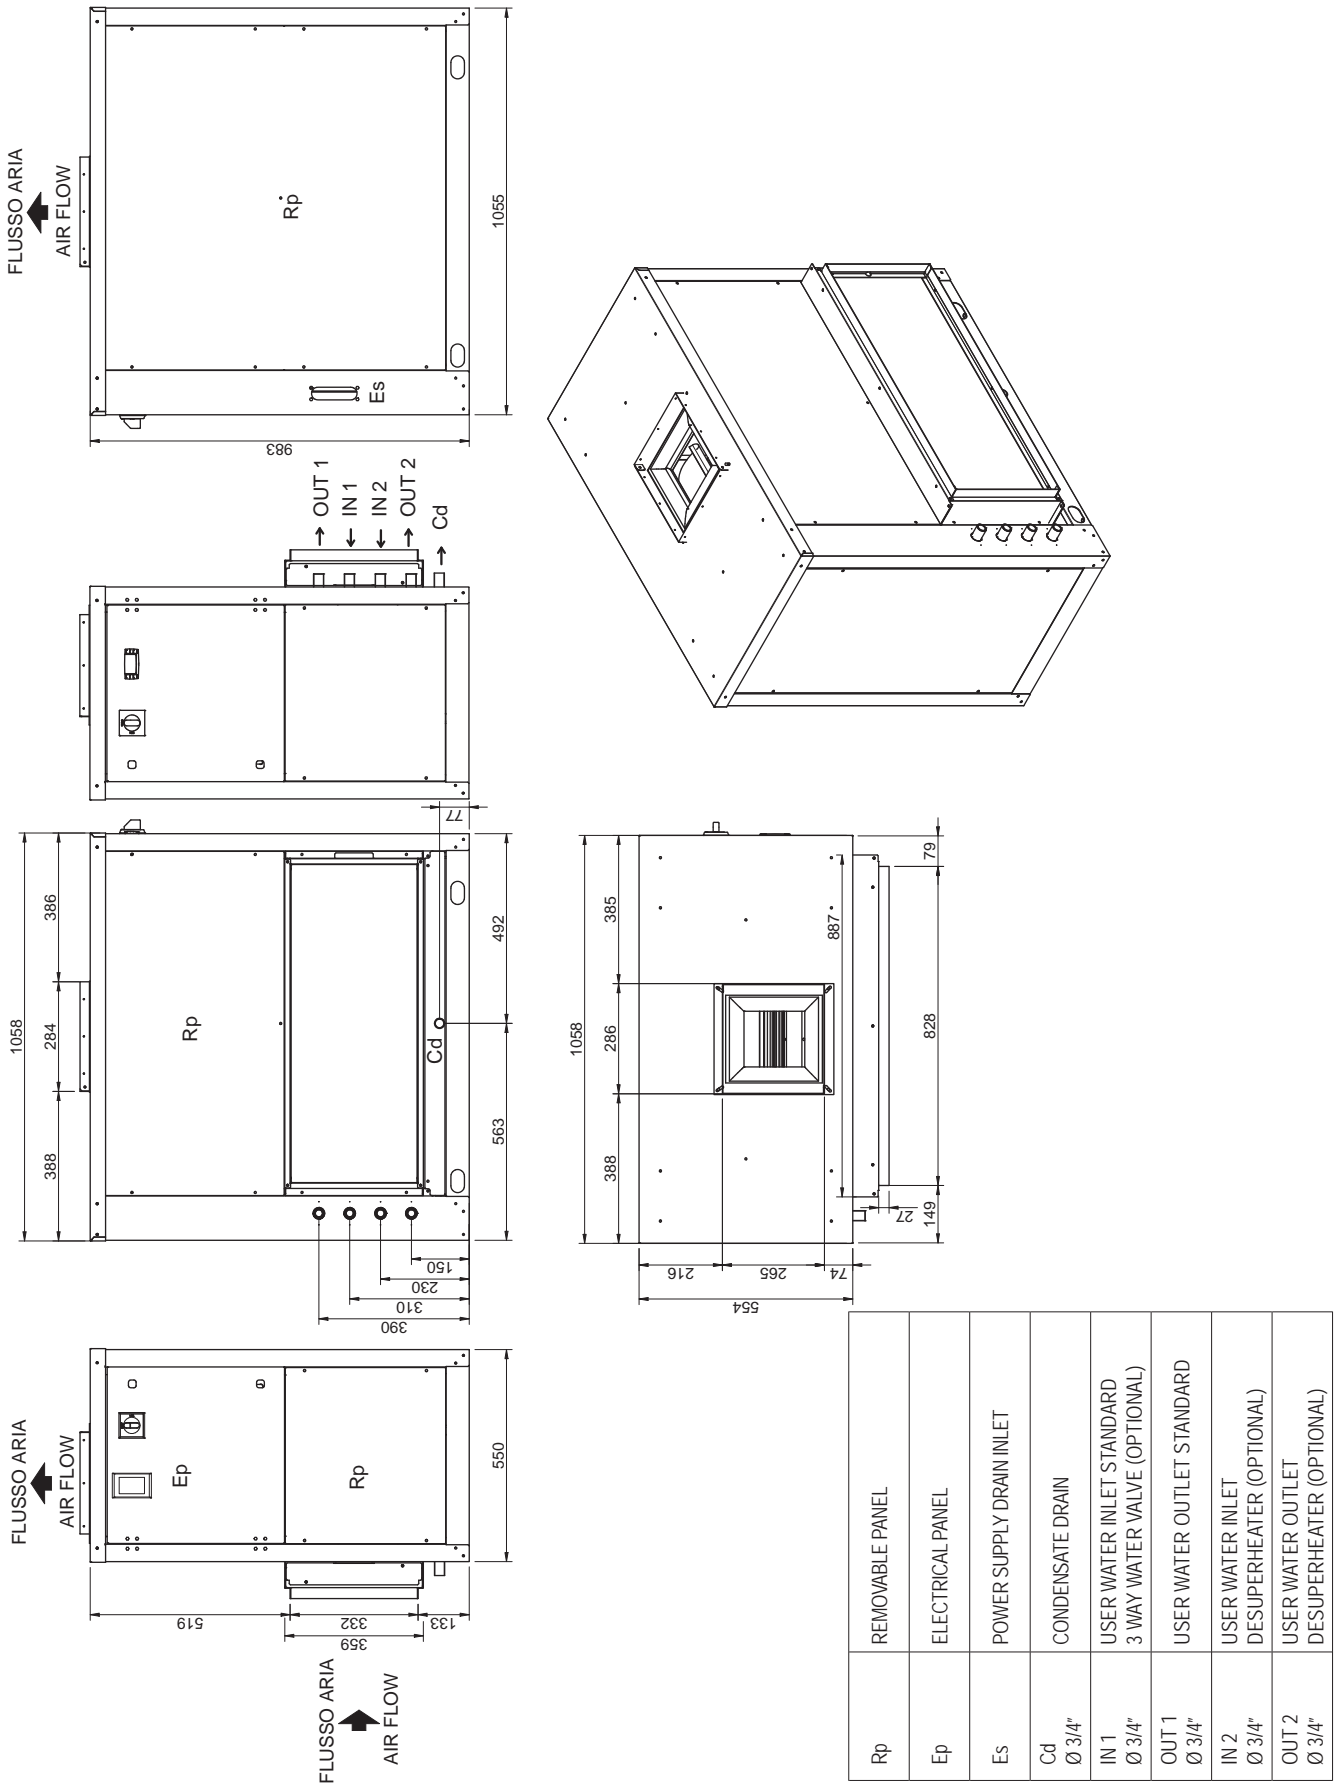 FLUSSO ARIA
AIR FLOW
519
332
133
359
FLUSSO ARIA
AIR FLOW
Ep
Rp
550
1058
388
284
386
Rp
Cd
563
492
77
150
230
310
390
OUT 1
IN 1
IN 2
OUT 2
Cd
FLUSSO ARIA
AIR FLOW
Rp
Es
983
1055
1058
388
286
385
887
828
149
79
27
216
265
74
554
Rp
REMOVABLE PANEL
Ep
ELECTRICAL PANEL
Es
POWER SUPPLY DRAIN INLET
Cd
Ø 3/4"
CONDENSATE DRAIN
IN 1
Ø 3/4"
USER WATER INLET STANDARD
3 WAY WATER VALVE (OPTIONAL)
OUT 1
Ø 3/4"
USER WATER OUTLET STANDARD
IN 2
Ø 3/4"
USER WATER INLET
DESUPERHEATER (OPTIONAL)
OUT 2
Ø 3/4"
USER WATER OUTLET
DESUPERHEATER (OPTIONAL)